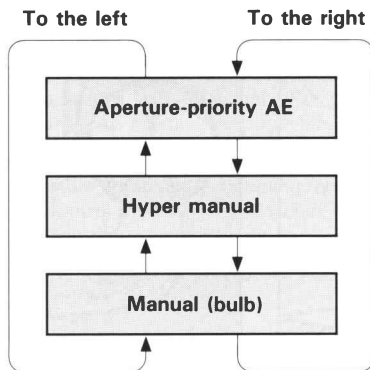 To the left
To the right
Aperture-priority AE
Hyper manual
Manual (bulb)